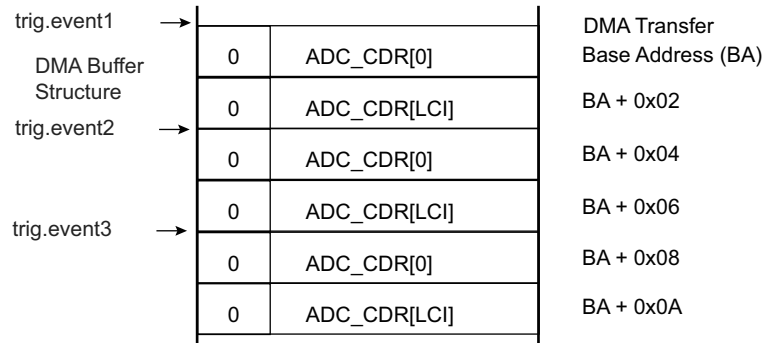 trig.event1
DMA Transfer
Base Address (BA)
DMA Buffer
Structure
0 ADC_CDR[0]
0 ADC_CDR[LCI] BA + 0x02
trig.event2
0 ADC_CDR[0] BA + 0x04
0 ADC_CDR[LCI] BA + 0x06
trig.event3
0 ADC_CDR[0] BA + 0x08
0 ADC_CDR[LCI] BA + 0x0A